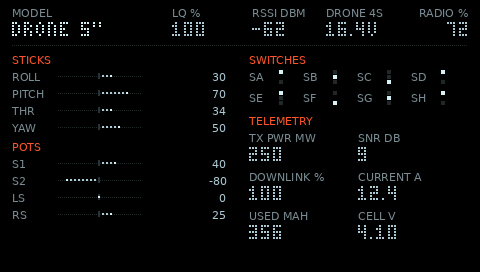 MODEL LQ % RSSI DBM DRONE 4S RADIO %
DRONE 5" 100 -62 16.4V 72
STICKS
ROLL 30
PITCH 70
THR 34
YAW 50
POTS
S1 40
S2 -80
LS 0
RS 25
SWITCHES
SA SB SC SD
SE SF SG SH
TELEMETRY
TX PWR MW SNR DB
250 9
DOWNLINK % CURRENT A
100 12.4
USED MAH CELL V
356 4.10